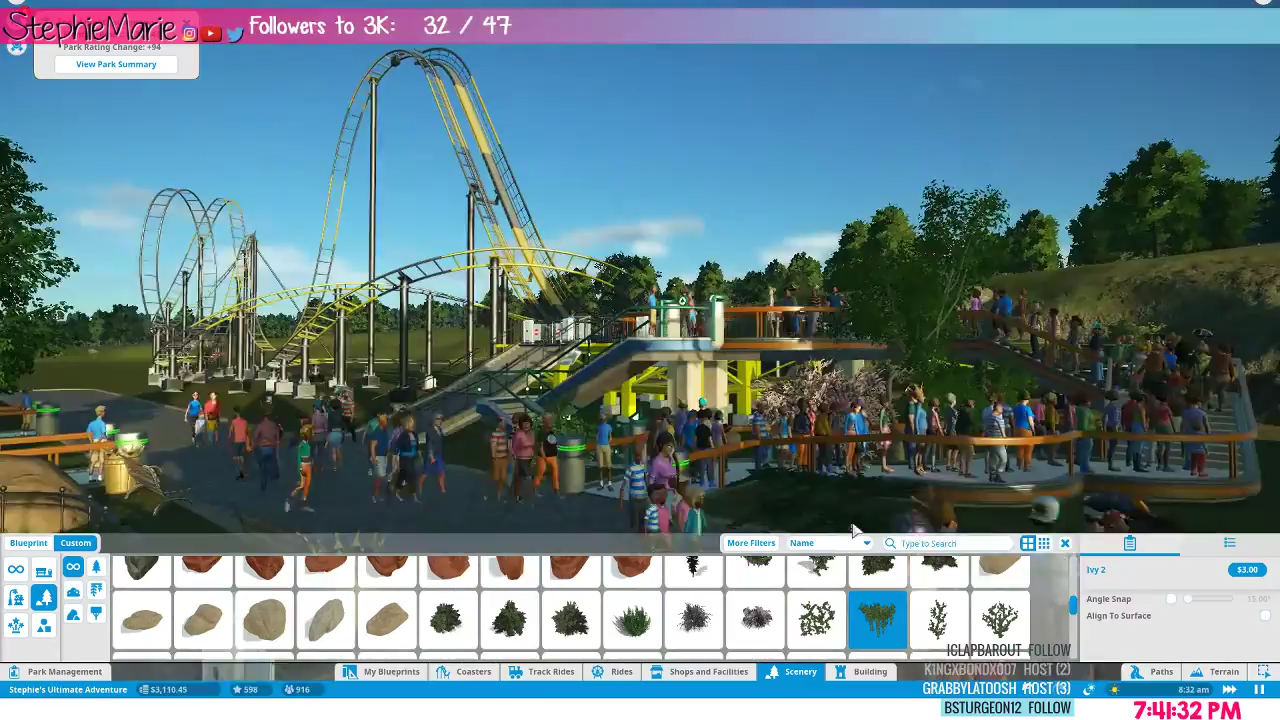 StephieMarie
Followers to 3K: 32 / 47
Park Rating Change: +94
View Park Summary
Blueprint
Custom
More Filters
Name
Type to Search
Ivy 2
$3.00
Angle Snap
15.00°
Align To Surface
ICLAPBAROUT FOLLOW
KINGXBONDX007 HOST (2)
GRABBYLATOOSH HOST (3)
BSTURGEON12 FOLLOW
Park Management
My Blueprints
Coasters
Track Rides
Rides
Shops and Facilities
Scenery
Building
Paths
Terrain
Stephie's Ultimate Adventure
$3,110.45
598
916
8:32 am
7:41:32 PM